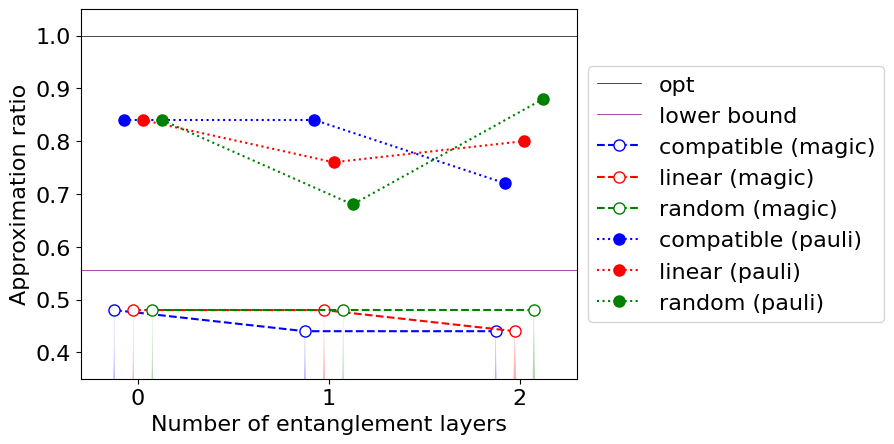 1.0
0.9
0.8
0.7
0.6
0.5
0.4
Approximation ratio
0 1 2
Number of entanglement layers
opt
lower bound
compatible (magic)
linear (magic)
random (magic)
compatible (pauli)
linear (pauli)
random (pauli)